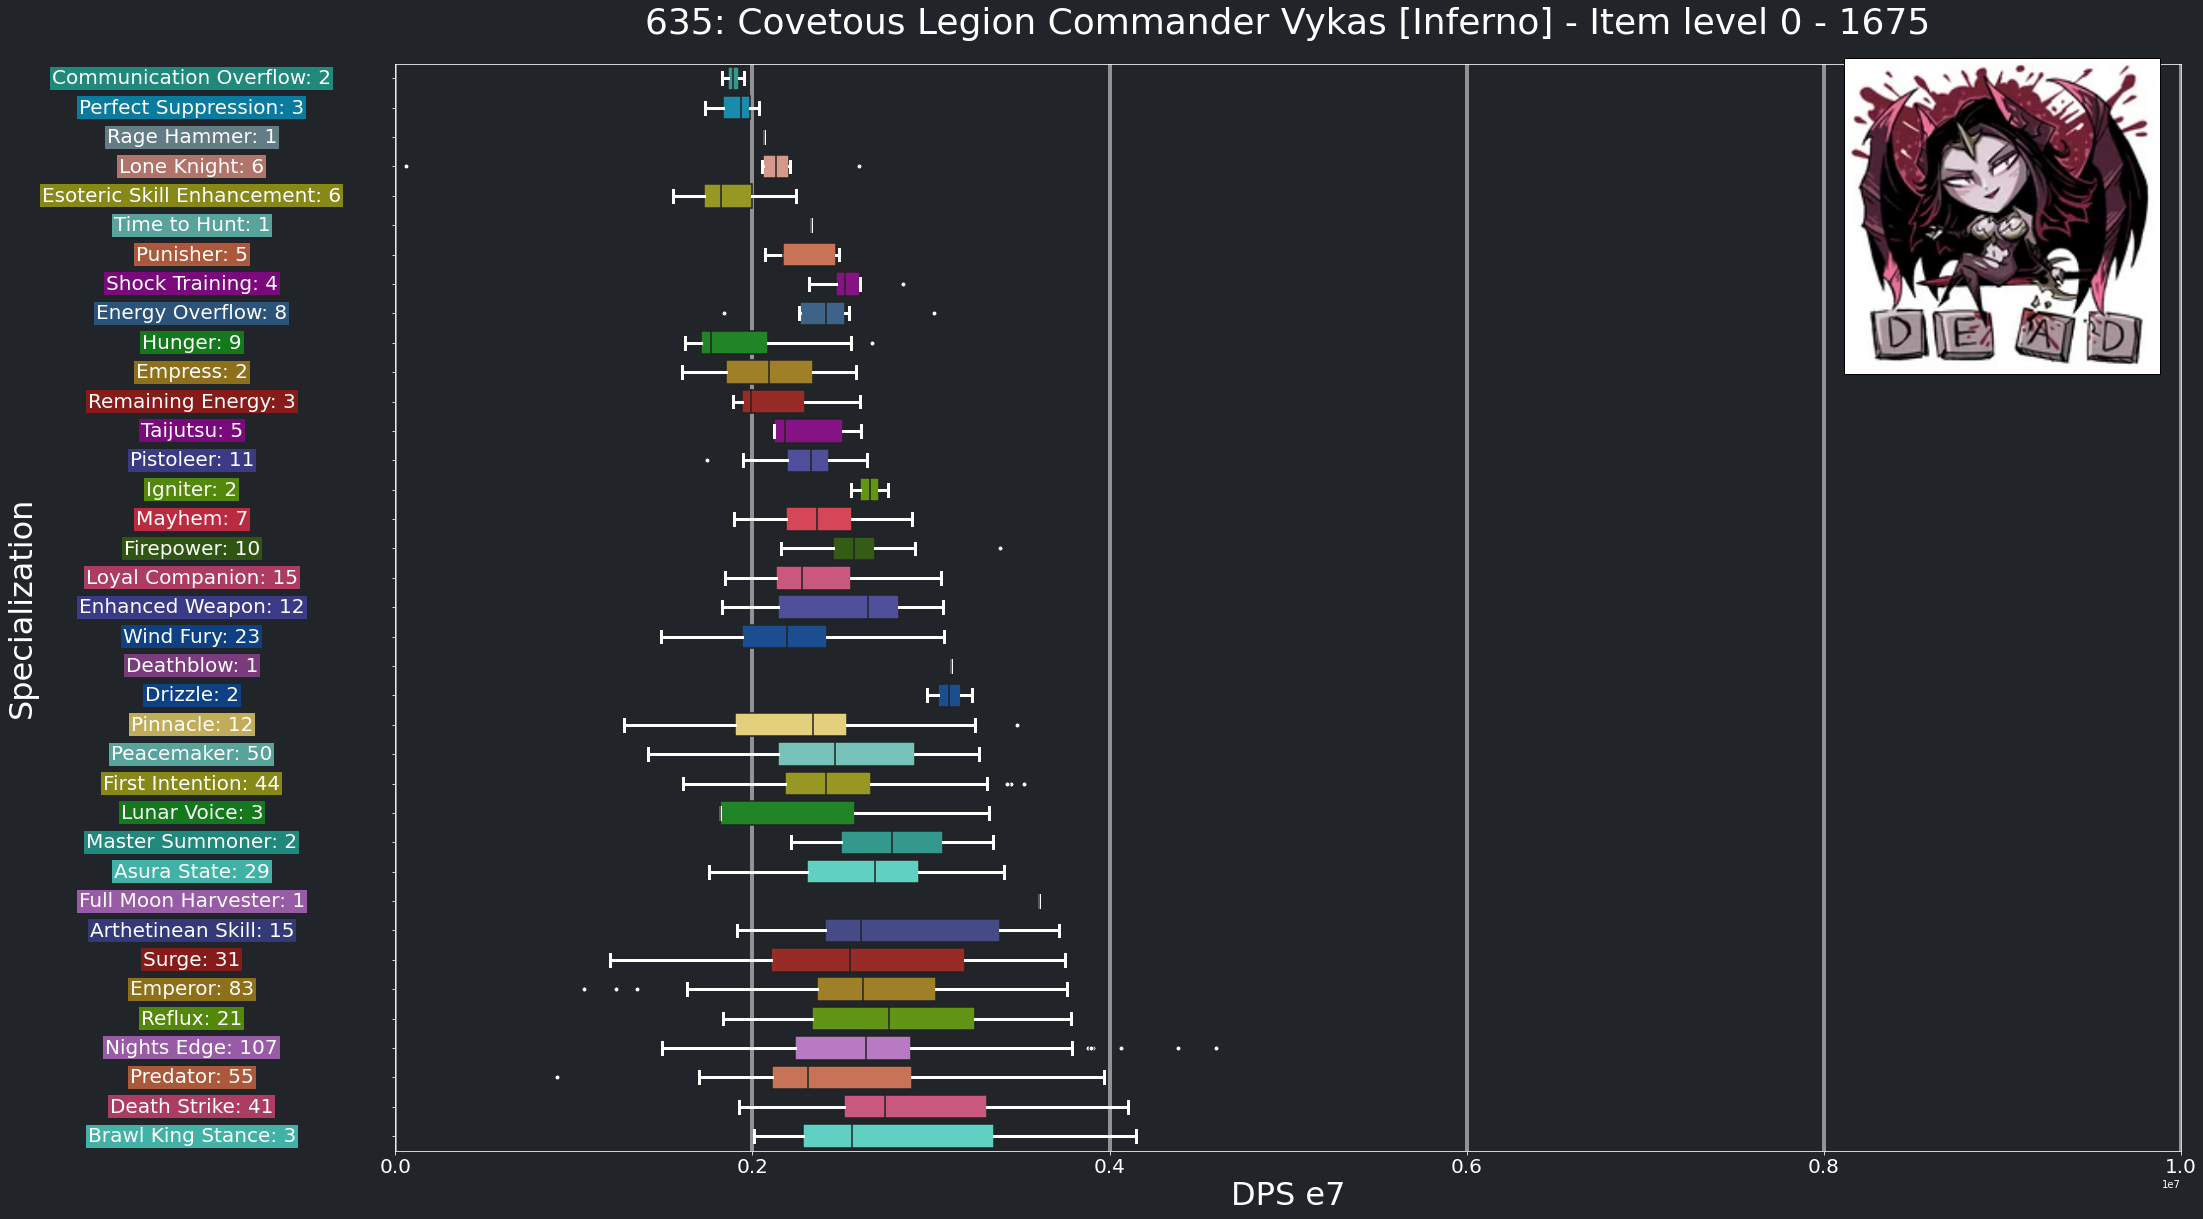 635: Covetous Legion Commander Vykas [Inferno] - Item level 0 - 1675
Communication Overflow: 2
Perfect Suppression: 3
Rage Hammer: 1
Lone Knight: 6
Esoteric Skill Enhancement: 6
Time to Hunt: 1
Punisher: 5
Shock Training: 4
Energy Overflow: 8
Hunger: 9
Empress: 2
Remaining Energy: 3
Taijutsu: 5
Pistoleer: 11
Igniter: 2
Mayhem: 7
Firepower: 10
Loyal Companion: 15
Enhanced Weapon: 12
Wind Fury: 23
Deathblow: 1
Drizzle: 2
Pinnacle: 12
Peacemaker: 50
First Intention: 44
Lunar Voice: 3
Master Summoner: 2
Asura State: 29
Full Moon Harvester: 1
Arthetinean Skill: 15
Surge: 31
Emperor: 83
Reflux: 21
Nights Edge: 107
Predator: 55
Death Strike: 41
Brawl King Stance: 3
Specialization
D E A D
0.0 0.2 0.4 0.6 0.8 1.0
1e7
DPS e7